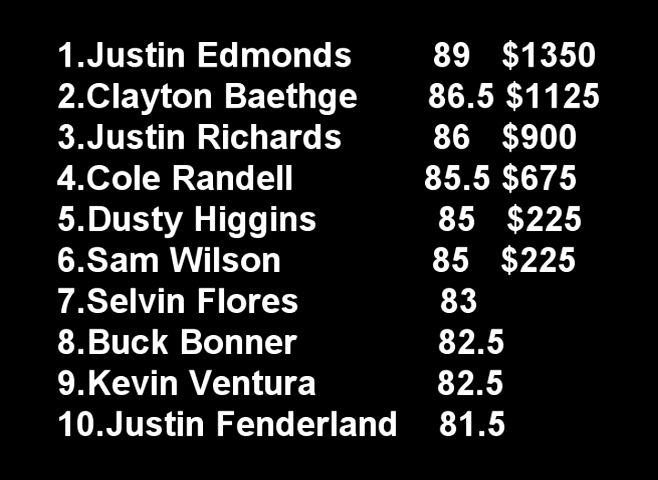 1.Justin Edmonds 89 $1350
2.Clayton Baethge 86.5 $1125
3.Justin Richards 86 $900
4.Cole Randell 85.5 $675
5.Dusty Higgins 85 $225
6.Sam Wilson 85 $225
7.Selvin Flores 83
8.Buck Bonner 82.5
9.Kevin Ventura 82.5
10.Justin Fenderland 81.5